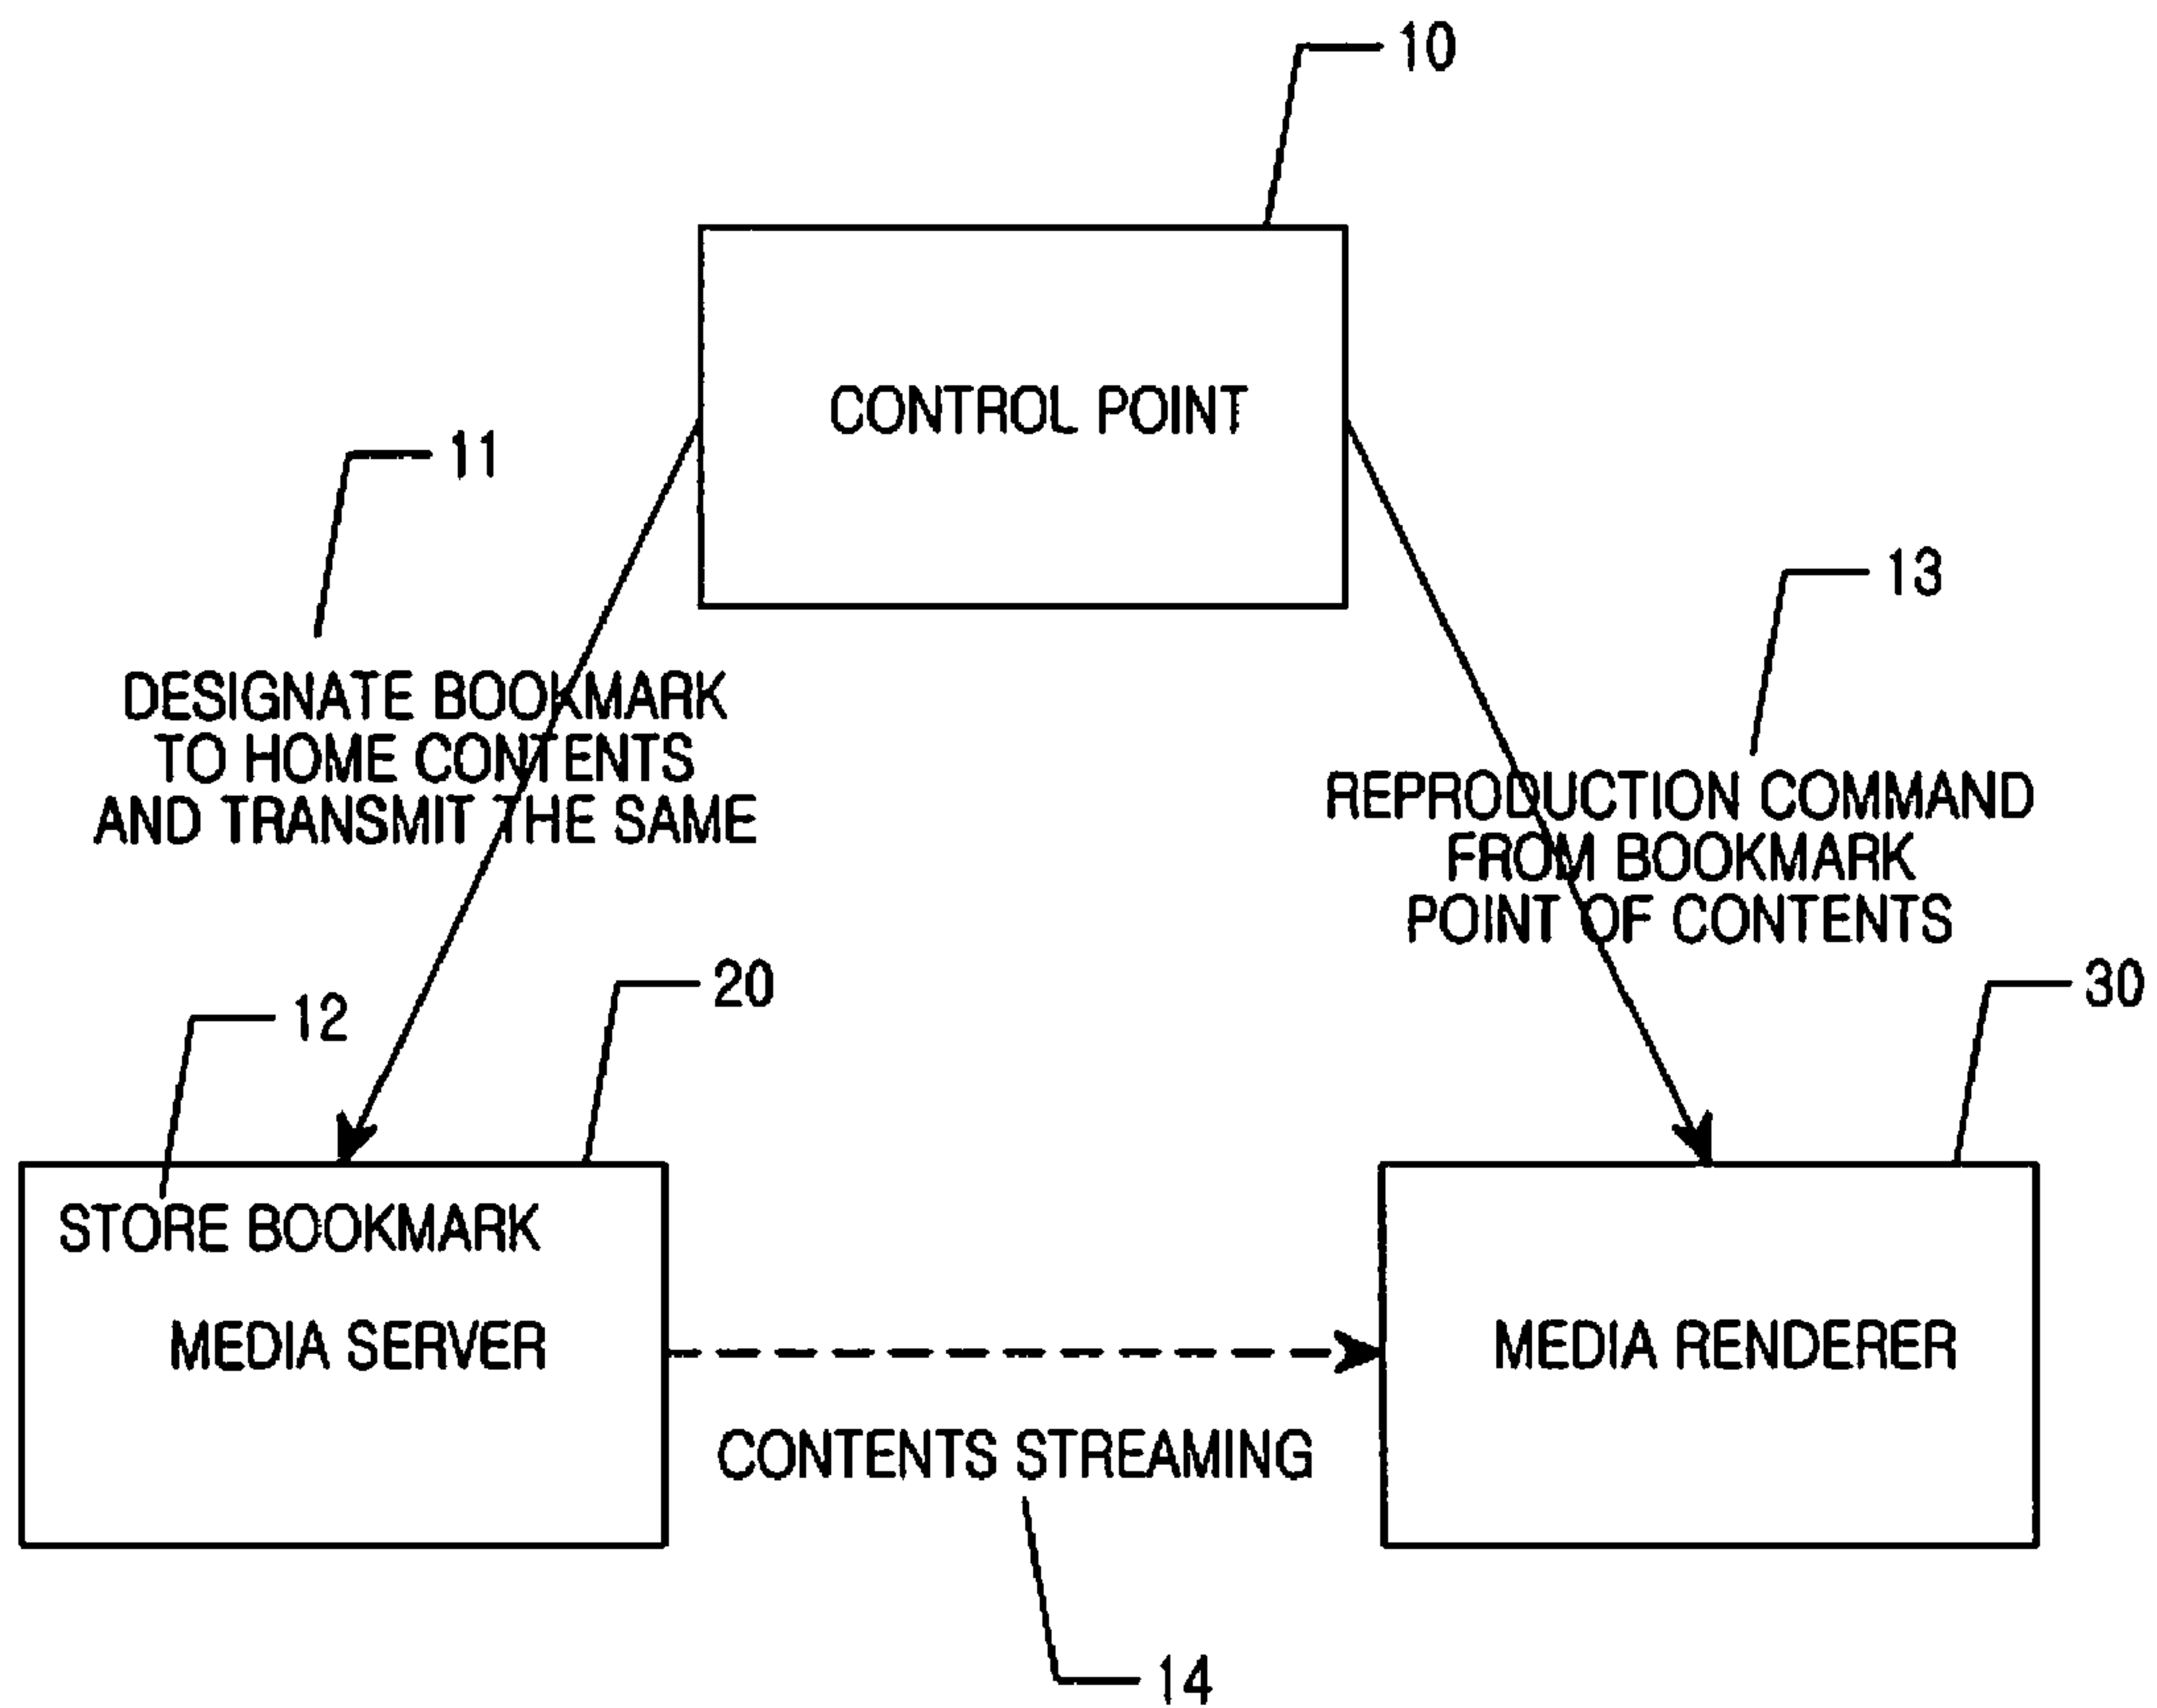 10
CONTROL POINT
11
13
DESIGNATE BOOKMARK
TO HOME CONTENTS
AND TRANSMIT THE SAME
REPRODUCTION COMMAND
FROM BOOKMARK
POINT OF CONTENTS
12
20
30
STORE BOOKMARK
MEDIA SERVER
MEDIA RENDERER
CONTENTS STREAMING
14